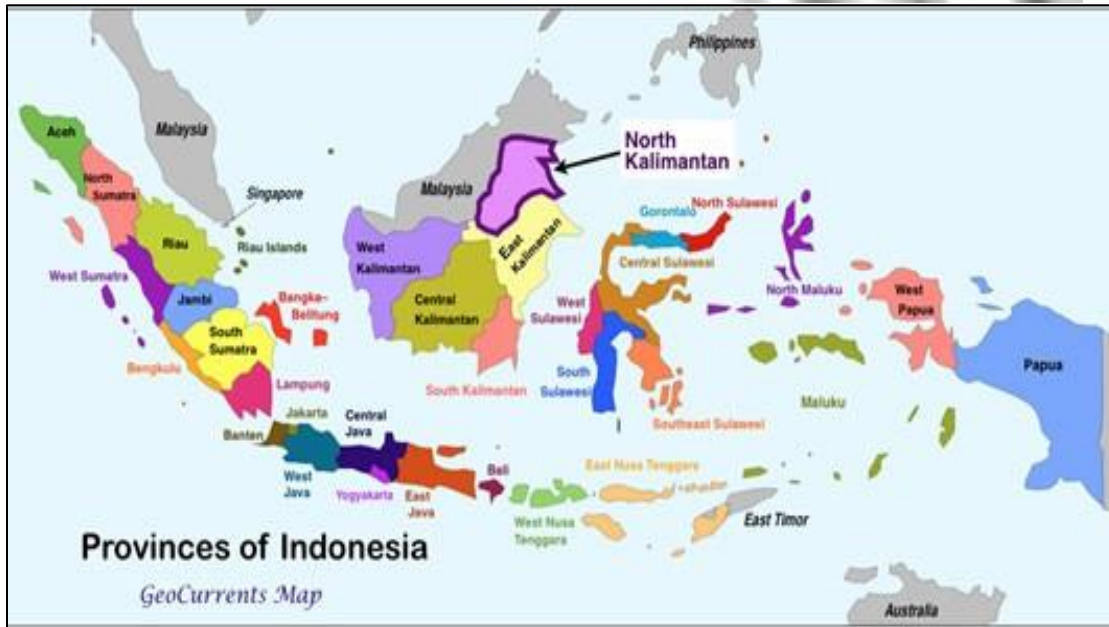 Philippines
Aceh
Malaysia
North
Kalimantan
North
Sumatra
Singapore
Malaysia
North Sulawesi
Gorontalo
Riau
Riau Islands
West
Kalimantan
East
Kalimantan
Central Sulawesi
West Sumatra
North Maluku
West
Papua
Jambi
Bangka-
Belitung
Central
Kalimantan
West
Sulawesi
South
Sumatra
Papua
Bengkulu
South Kalimantan
South
Sulawesi
Lampung
Maluku
Jakarta
Central
Java
Southeast Sulawesi
Banten
Bali
East Nusa Tenggara
West
Java
Yogyakarta
East
Java
West Nusa
Tenggara
East Timor
Provinces of Indonesia
GeoCurrents Map
Australia